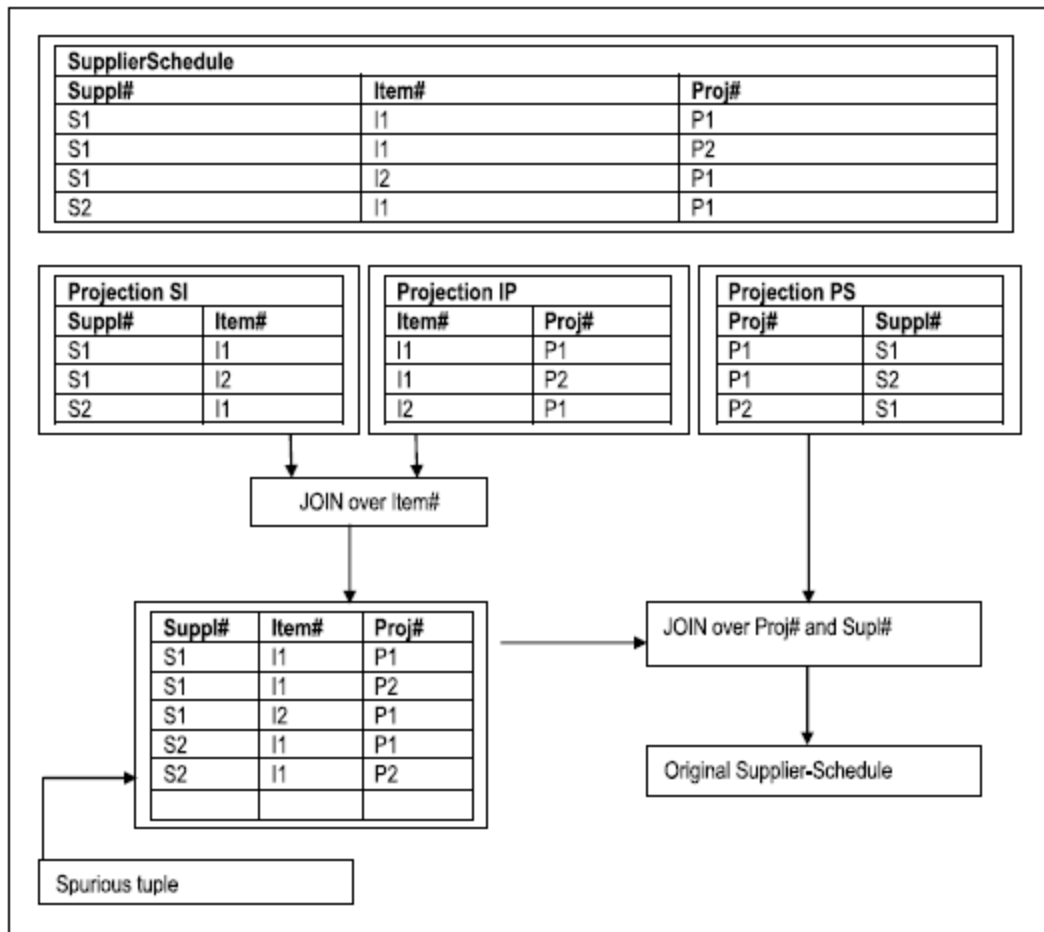 SupplierSchedule
Suppl# Item# Proj#
S1 I1 P1
S1 I1 P2
S1 I2 P1
S2 I1 P1
Projection SI
Suppl# Item#
S1 I1
S1 I2
S2 I1
Projection IP
Item# Proj#
I1 P1
I1 P2
I2 P1
Projection PS
Proj# Suppl#
P1 S1
P1 S2
P2 S1
JOIN over Item#
Suppl# Item# Proj#
S1 I1 P1
S1 I1 P2
S1 I2 P1
S2 I1 P1
S2 I1 P2
JOIN over Proj# and Supl#
Original Supplier-Schedule
Spurious tuple